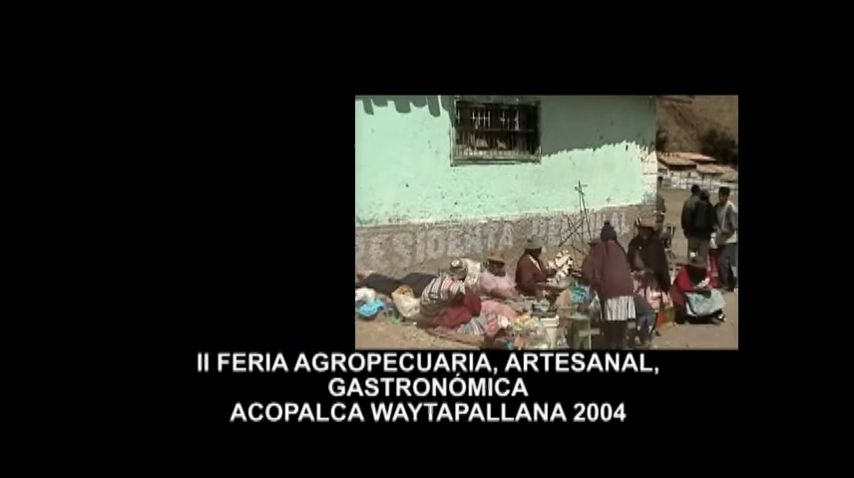 II FERIA AGROPECUARIA, ARTESANAL,
GASTRONÓMICA
ACOPALCA WAYTAPALLANA 2004